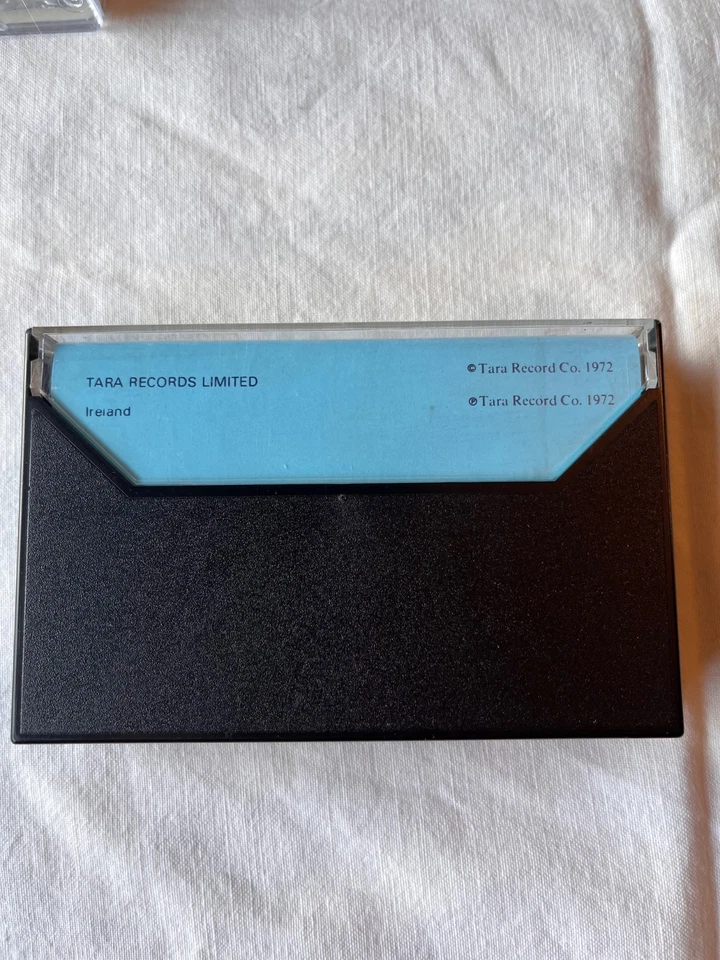 TARA RECORDS LIMITED
Ireland
©Tara Record Co. 1972
℗Tara Record Co. 1972